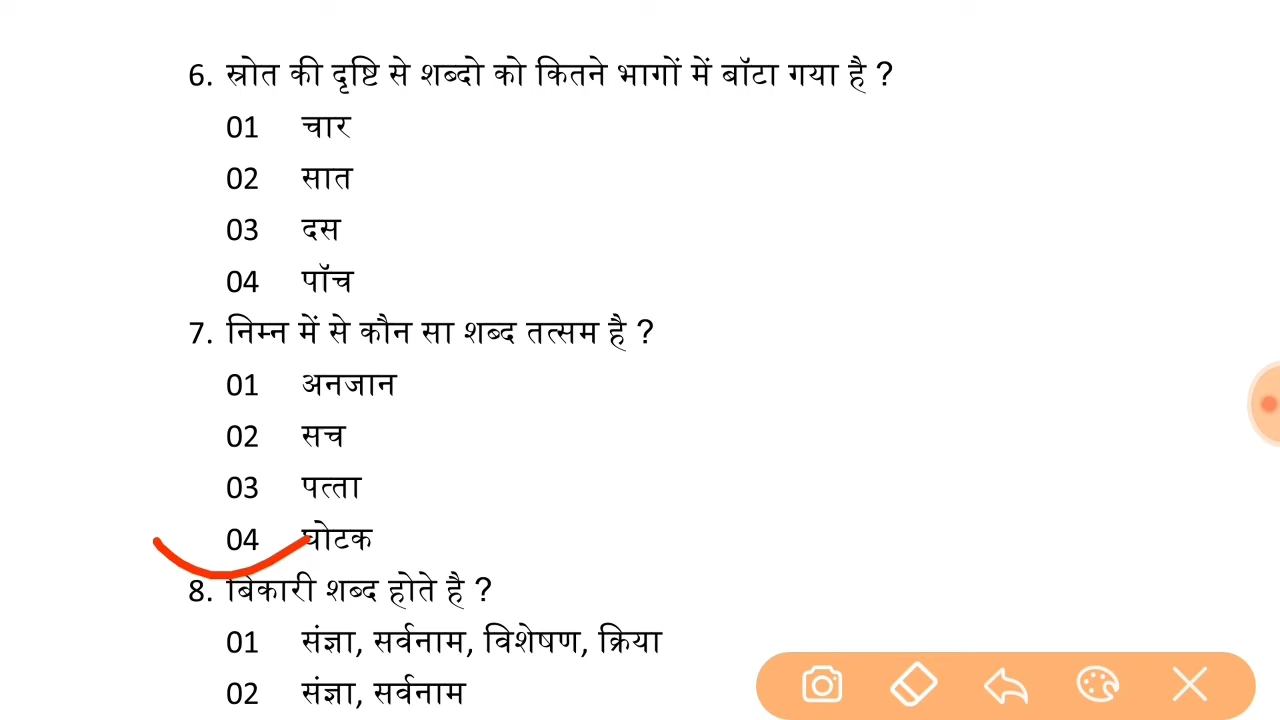 6. स्रोत की दृष्टि से शब्दो को कितने भागों में बॉटा गया है ?
01 चार
02 सात
03 दस
04 पॉच
7. निम्न में से कौन सा शब्द तत्सम है ?
01 अनजान
02 सच
03 पत्ता
04 घोटक
8. बिकारी शब्द होते है ?
01 संज्ञा, सर्वनाम, विशेषण, क्रिया
02 संज्ञा, सर्वनाम